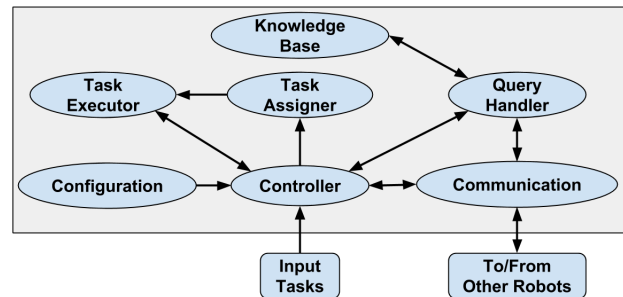 Knowledge
Base
Task
Executor
Task
Assigner
Query
Handler
Configuration
Controller
Communication
Input
Tasks
To/From
Other Robots